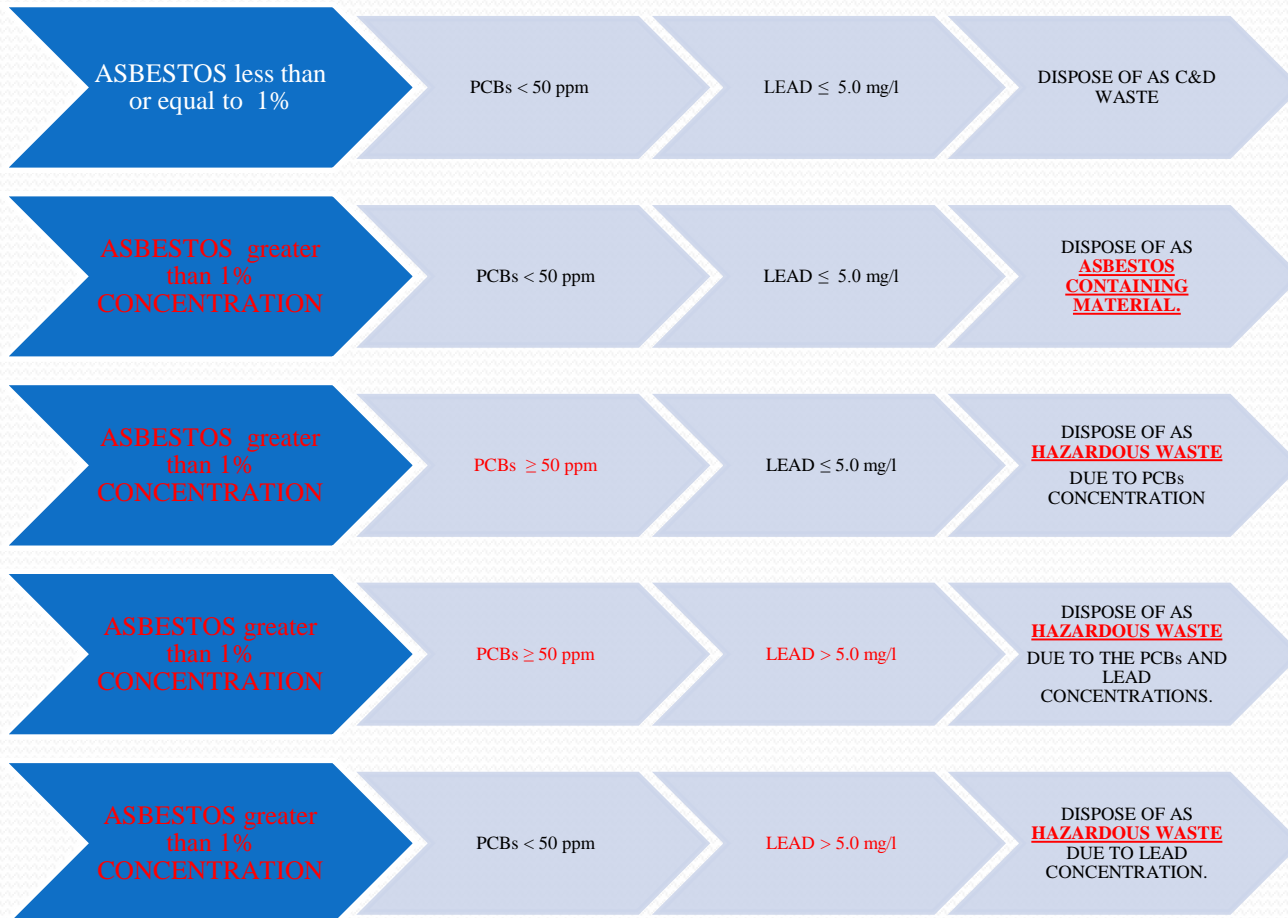 ASBESTOS less than
or equal to 1%
PCBs < 50 ppm
LEAD ≤ 5.0 mg/l
DISPOSE OF AS C&D
WASTE
ASBESTOS greater
than 1%
CONCENTRATION
PCBs < 50 ppm
LEAD ≤ 5.0 mg/l
DISPOSE OF AS
ASBESTOS
CONTAINING
MATERIAL.
ASBESTOS greater
than 1%
CONCENTRATION
PCBs ≥ 50 ppm
LEAD ≤ 5.0 mg/l
DISPOSE OF AS
HAZARDOUS WASTE
DUE TO PCBs
CONCENTRATION
ASBESTOS greater
than 1%
CONCENTRATION
PCBs ≥ 50 ppm
LEAD > 5.0 mg/l
DISPOSE OF AS
HAZARDOUS WASTE
DUE TO THE PCBs AND
LEAD
CONCENTRATIONS.
ASBESTOS greater
than 1%
CONCENTRATION
PCBs < 50 ppm
LEAD > 5.0 mg/l
DISPOSE OF AS
HAZARDOUS WASTE
DUE TO LEAD
CONCENTRATION.